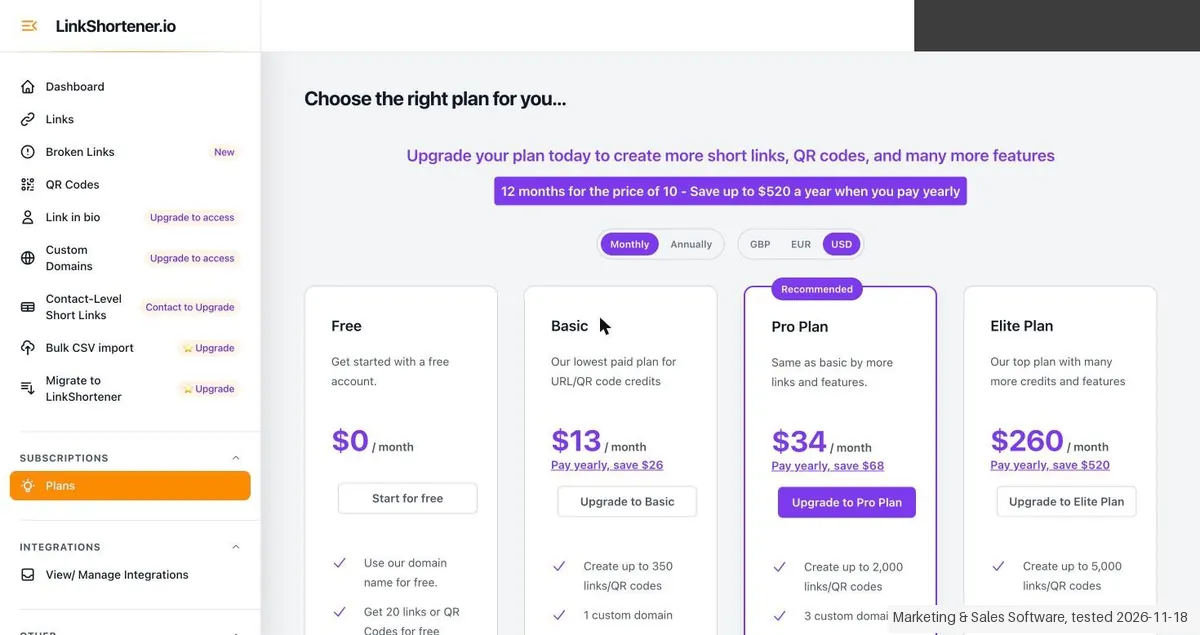 LinkShortener.io
Dashboard
Links
Broken Links
New
QR Codes
Link in bio
Upgrade to access
Custom
Domains
Upgrade to access
Contact-Level
Short Links
Contact to Upgrade
Bulk CSV import
Upgrade
Migrate to
LinkShortener
Upgrade
SUBSCRIPTIONS
Plans
INTEGRATIONS
View/ Manage Integrations
OTHER
Choose the right plan for you...
Upgrade your plan today to create more short links, QR codes, and many more features
12 months for the price of 10 - Save up to $520 a year when you pay yearly
Monthly
Annually
GBP
EUR
USD
Free
Get started with a free
account.
$0 / month
Start for free
Use our domain
name for free.
Get 20 links or QR
Codes for free
Basic
Our lowest paid plan for
URL/QR code credits
$13 / month
Pay yearly, save $26
Upgrade to Basic
Create up to 350
links/QR codes
1 custom domain
Recommended
Pro Plan
Same as basic by more
links and features.
$34 / month
Pay yearly, save $68
Upgrade to Pro Plan
Create up to 2,000
links/QR codes
3 custom
Elite Plan
Our top plan with many
more credits and features
$260 / month
Pay yearly, save $520
Upgrade to Elite Plan
Create up to 5,000
links/QR codes
Marketing & Sales Software, tested 2026-11-18